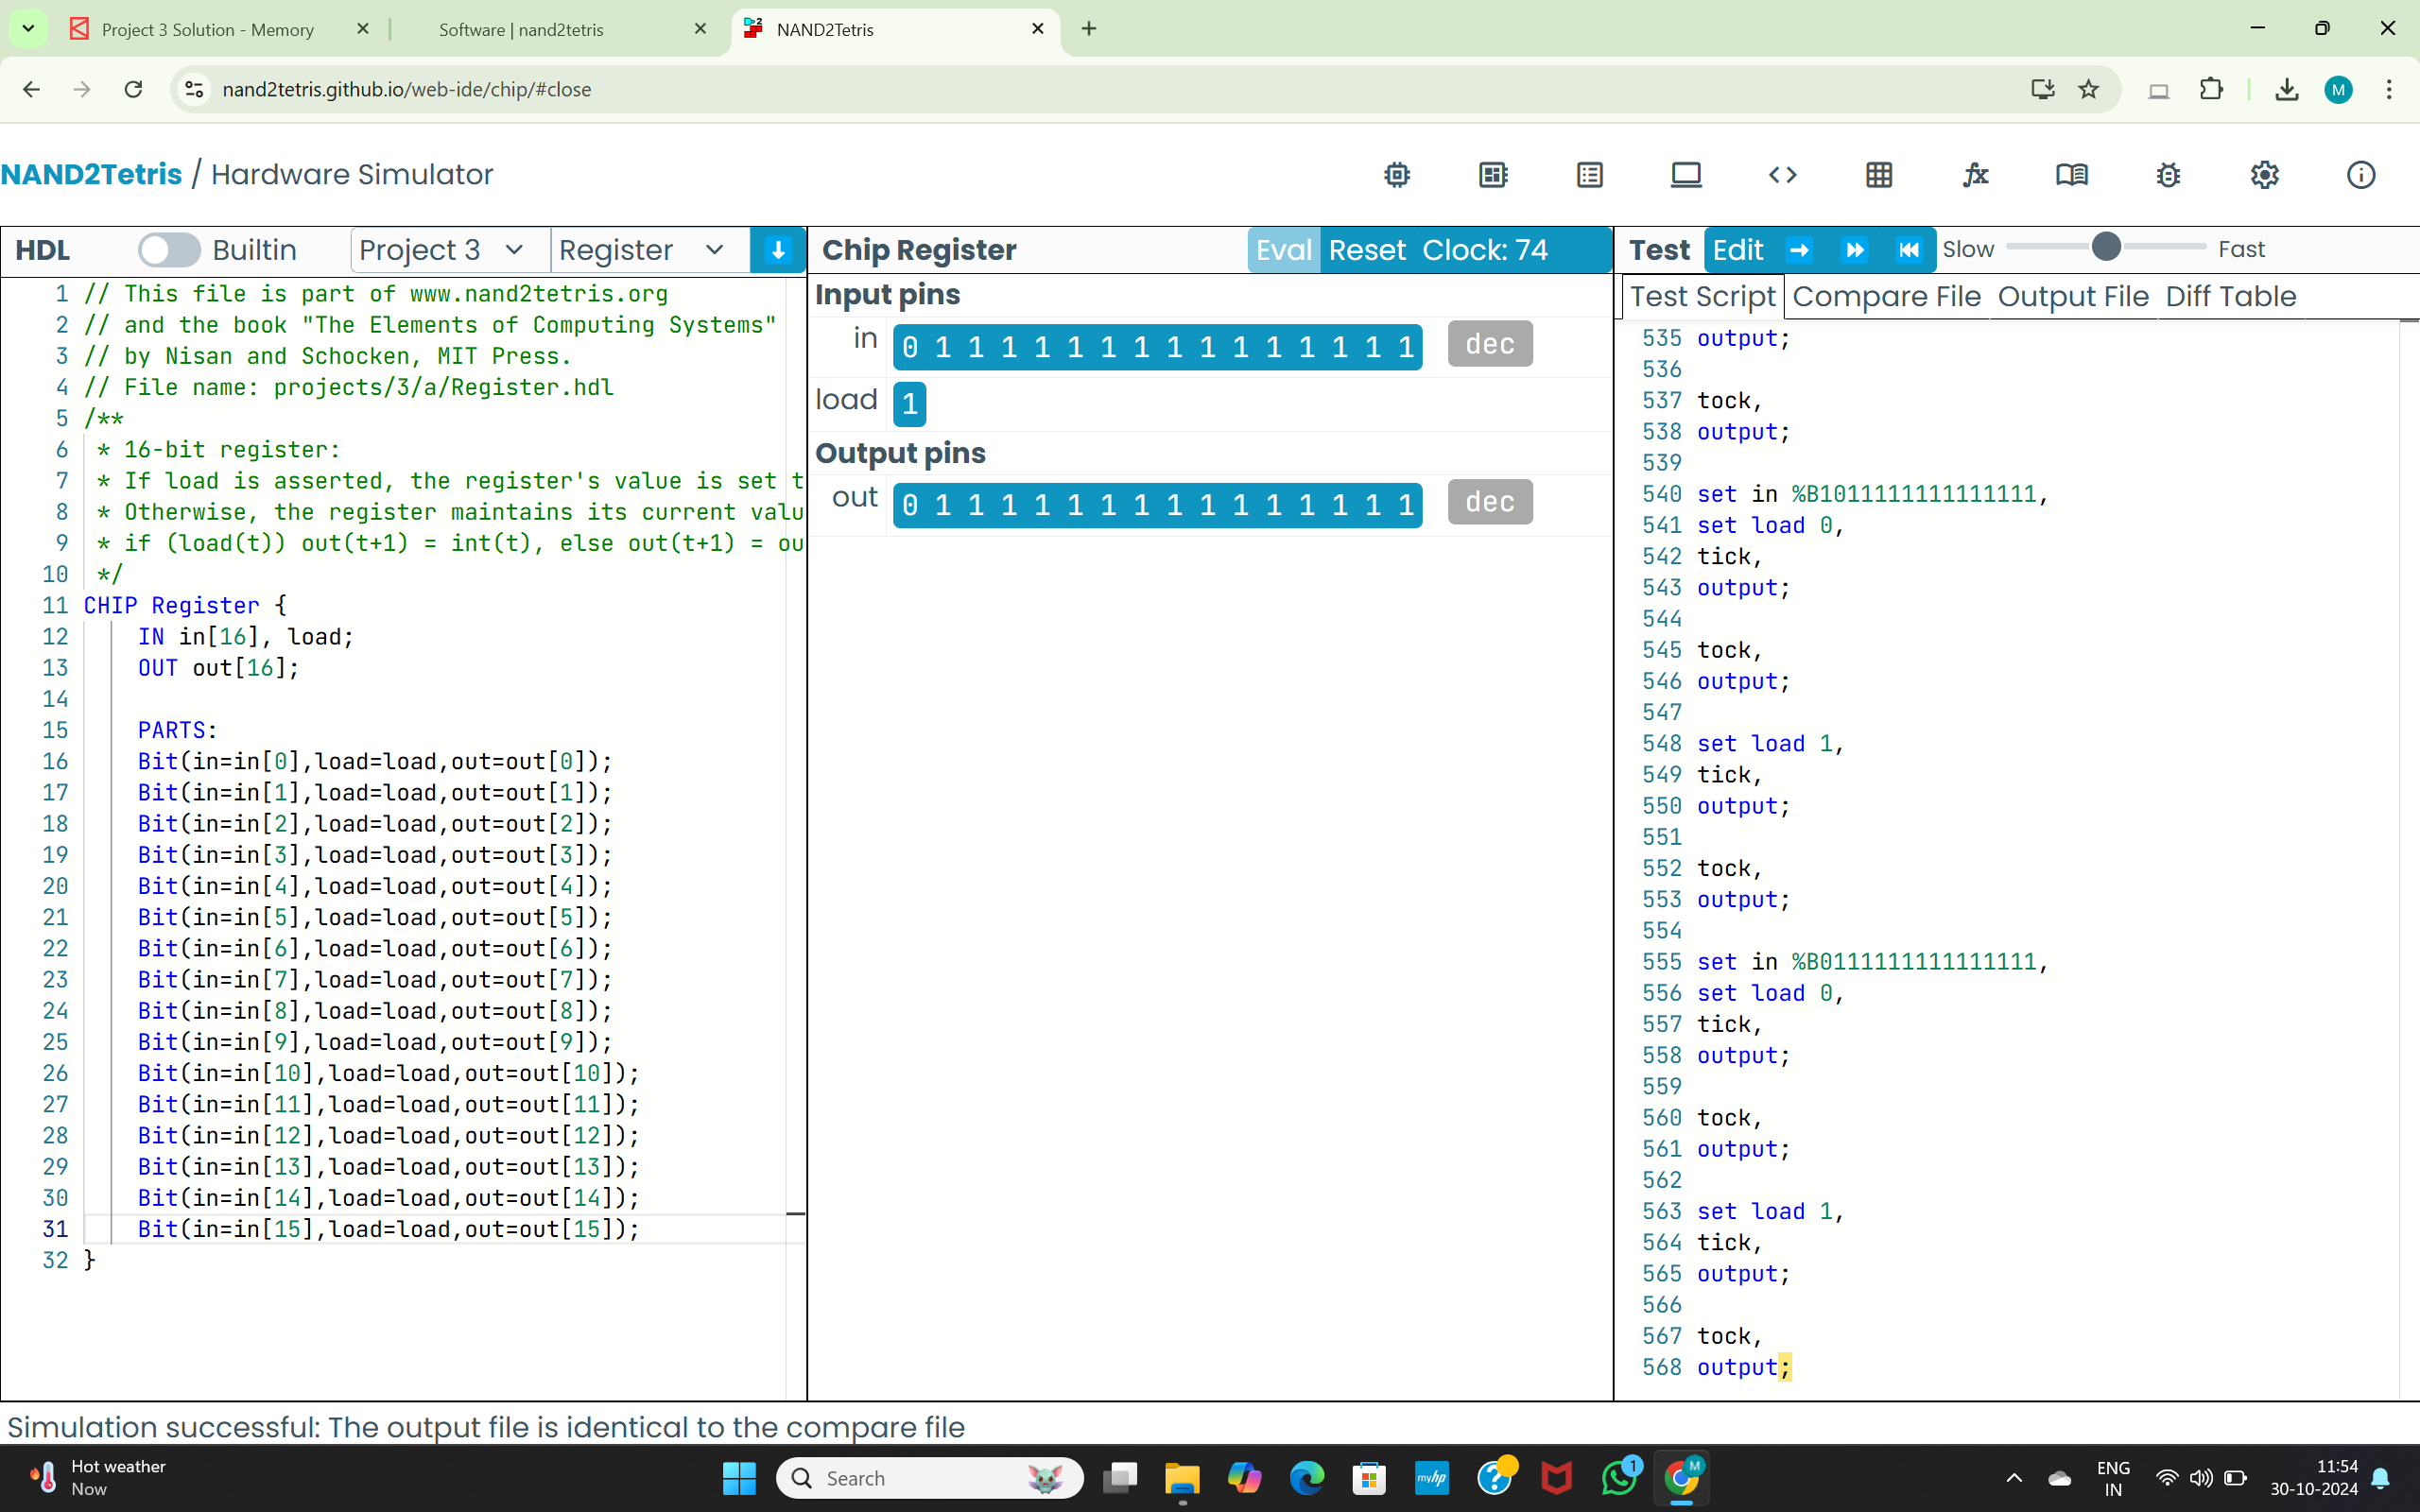 Project 3 Solution - Memory
Software | nand2tetris
NAND2Tetris
nand2tetris.github.io/web-ide/chip/#close
M
NAND2Tetris / Hardware Simulator
HDL Builtin Project 3 Register
1 // This file is part of www.nand2tetris.org
2 // and the book "The Elements of Computing Systems"
3 // by Nisan and Schocken, MIT Press.
4 // File name: projects/3/a/Register.hdl
5 /**
6 * 16-bit register:
7 * If load is asserted, the register's value is set t
8 * Otherwise, the register maintains its current valu
9 * if (load(t)) out(t+1) = int(t), else out(t+1) = ou
10 */
11 CHIP Register {
12 IN in[16], load;
13 OUT out[16];
14
15 PARTS:
16 Bit(in=in[0],load=load,out=out[0]);
17 Bit(in=in[1],load=load,out=out[1]);
18 Bit(in=in[2],load=load,out=out[2]);
19 Bit(in=in[3],load=load,out=out[3]);
20 Bit(in=in[4],load=load,out=out[4]);
21 Bit(in=in[5],load=load,out=out[5]);
22 Bit(in=in[6],load=load,out=out[6]);
23 Bit(in=in[7],load=load,out=out[7]);
24 Bit(in=in[8],load=load,out=out[8]);
25 Bit(in=in[9],load=load,out=out[9]);
26 Bit(in=in[10],load=load,out=out[10]);
27 Bit(in=in[11],load=load,out=out[11]);
28 Bit(in=in[12],load=load,out=out[12]);
29 Bit(in=in[13],load=load,out=out[13]);
30 Bit(in=in[14],load=load,out=out[14]);
31 Bit(in=in[15],load=load,out=out[15]);
32 }
Chip Register Eval Reset Clock: 74
Input pins
in 0 1 1 1 1 1 1 1 1 1 1 1 1 1 1 1 dec
load 1
Output pins
out 0 1 1 1 1 1 1 1 1 1 1 1 1 1 1 1 dec
Test Edit Slow Fast
Test Script Compare File Output File Diff Table
535 output;
536
537 tock,
538 output;
539
540 set in %B1011111111111111,
541 set load 0,
542 tick,
543 output;
544
545 tock,
546 output;
547
548 set load 1,
549 tick,
550 output;
551
552 tock,
553 output;
554
555 set in %B0111111111111111,
556 set load 0,
557 tick,
558 output;
559
560 tock,
561 output;
562
563 set load 1,
564 tick,
565 output;
566
567 tock,
568 output;
Simulation successful: The output file is identical to the compare file
Hot weather
Now
Search
myhp
1
M
ENG
IN
11:54
30-10-2024